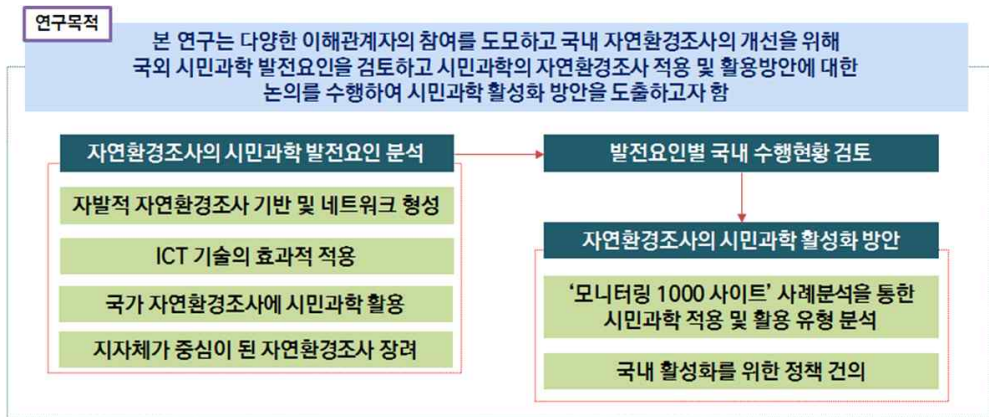 연구목적
본 연구는 다양한 이해관계자의 참여를 도모하고 국내 자연환경조사의 개선을 위해
국외 시민과학 발전요인을 검토하고 시민과학의 자연환경조사 적용 및 활용방안에 대한
논의를 수행하여 시민과학 활성화 방안을 도출하고자 함
자연환경조사의 시민과학 발전요인 분석
자발적 자연환경조사 기반 및 네트워크 형성
ICT 기술의 효과적 적용
국가 자연환경조사에 시민과학 활용
지자체가 중심이 된 자연환경조사 장려
발전요인별 국내 수행현황 검토
자연환경조사의 시민과학 활성화 방안
‘모니터링 1000 사이트’ 사례분석을 통한
시민과학 적용 및 활용 유형 분석
국내 활성화를 위한 정책 건의